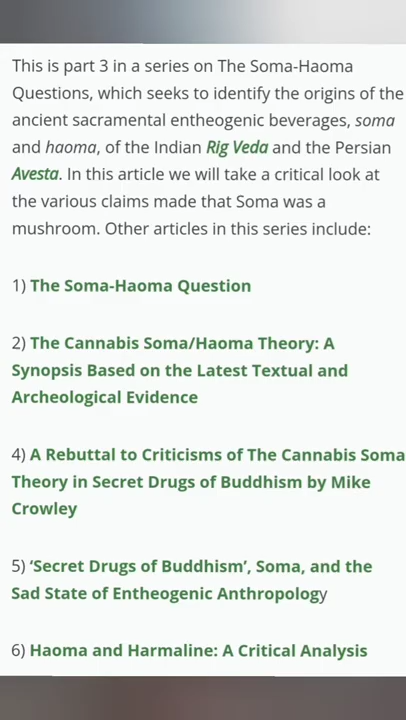 This is part 3 in a series on The Soma-Haoma
Questions, which seeks to identify the origins of the
ancient sacramental entheogenic beverages, soma
and haoma, of the Indian Rig Veda and the Persian
Avesta. In this article we will take a critical look at
the various claims made that Soma was a
mushroom. Other articles in this series include:
1) The Soma-Haoma Question
2) The Cannabis Soma/Haoma Theory: A
Synopsis Based on the Latest Textual and
Archeological Evidence
4) A Rebuttal to Criticisms of The Cannabis Soma
Theory in Secret Drugs of Buddhism by Mike
Crowley
5) ‘Secret Drugs of Buddhism’, Soma, and the
Sad State of Entheogenic Anthropology
6) Haoma and Harmaline: A Critical Analysis